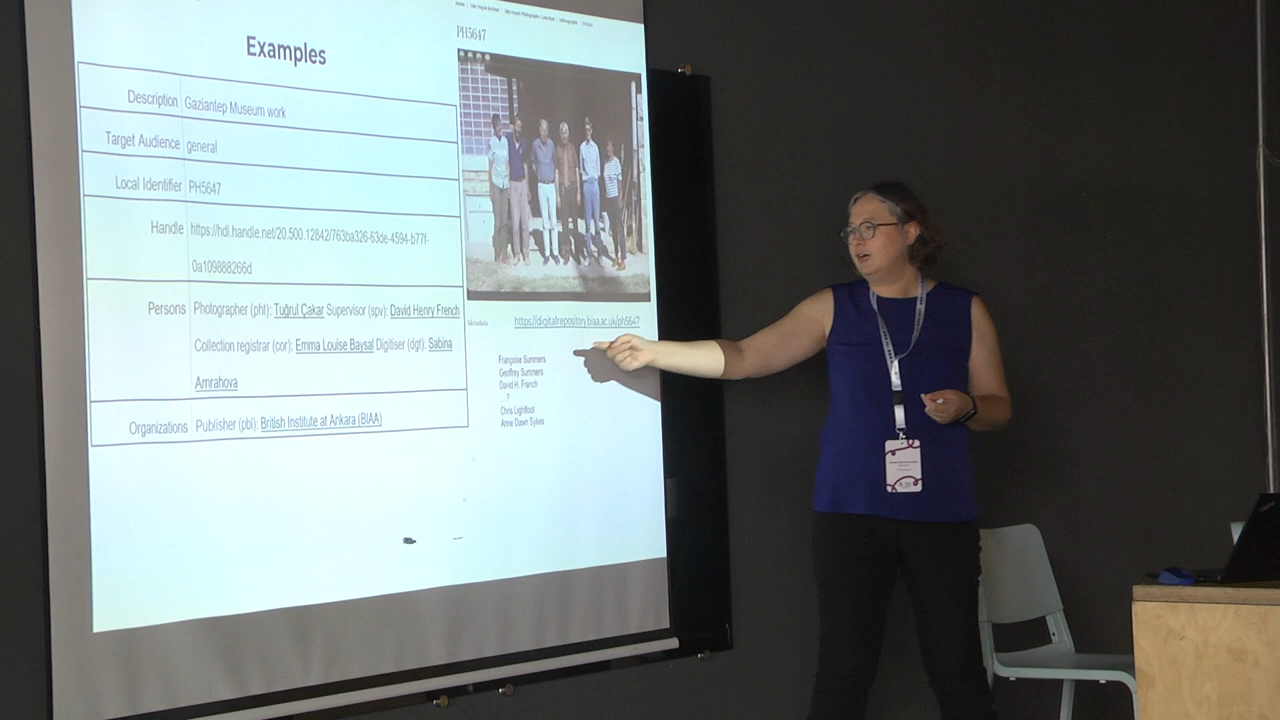 Examples
Description Gaziantep Museum work
Target Audience general
Local Identifier PH5647
Handle https://hdl.handle.net/20.500.12842/763ba326-63de-4594-b77f-
0a109888266d
Persons Photographer (pht): Tuğrul Çakar Supervisor (spv): David Henry French
Collection registrar (cor): Emma Louise Baysal Digitiser (dgt): Sabina
Amrahova
Organizations Publisher (pbl): British Institute at Ankara (BIAA)
PH5647
Metadata
https://digitalrepository.biaa.ac.uk/ph5647
Françoise Summers
Geoffrey Summers
David H. French
...?
Chris Lightfoot
Anne Dawn Sykes